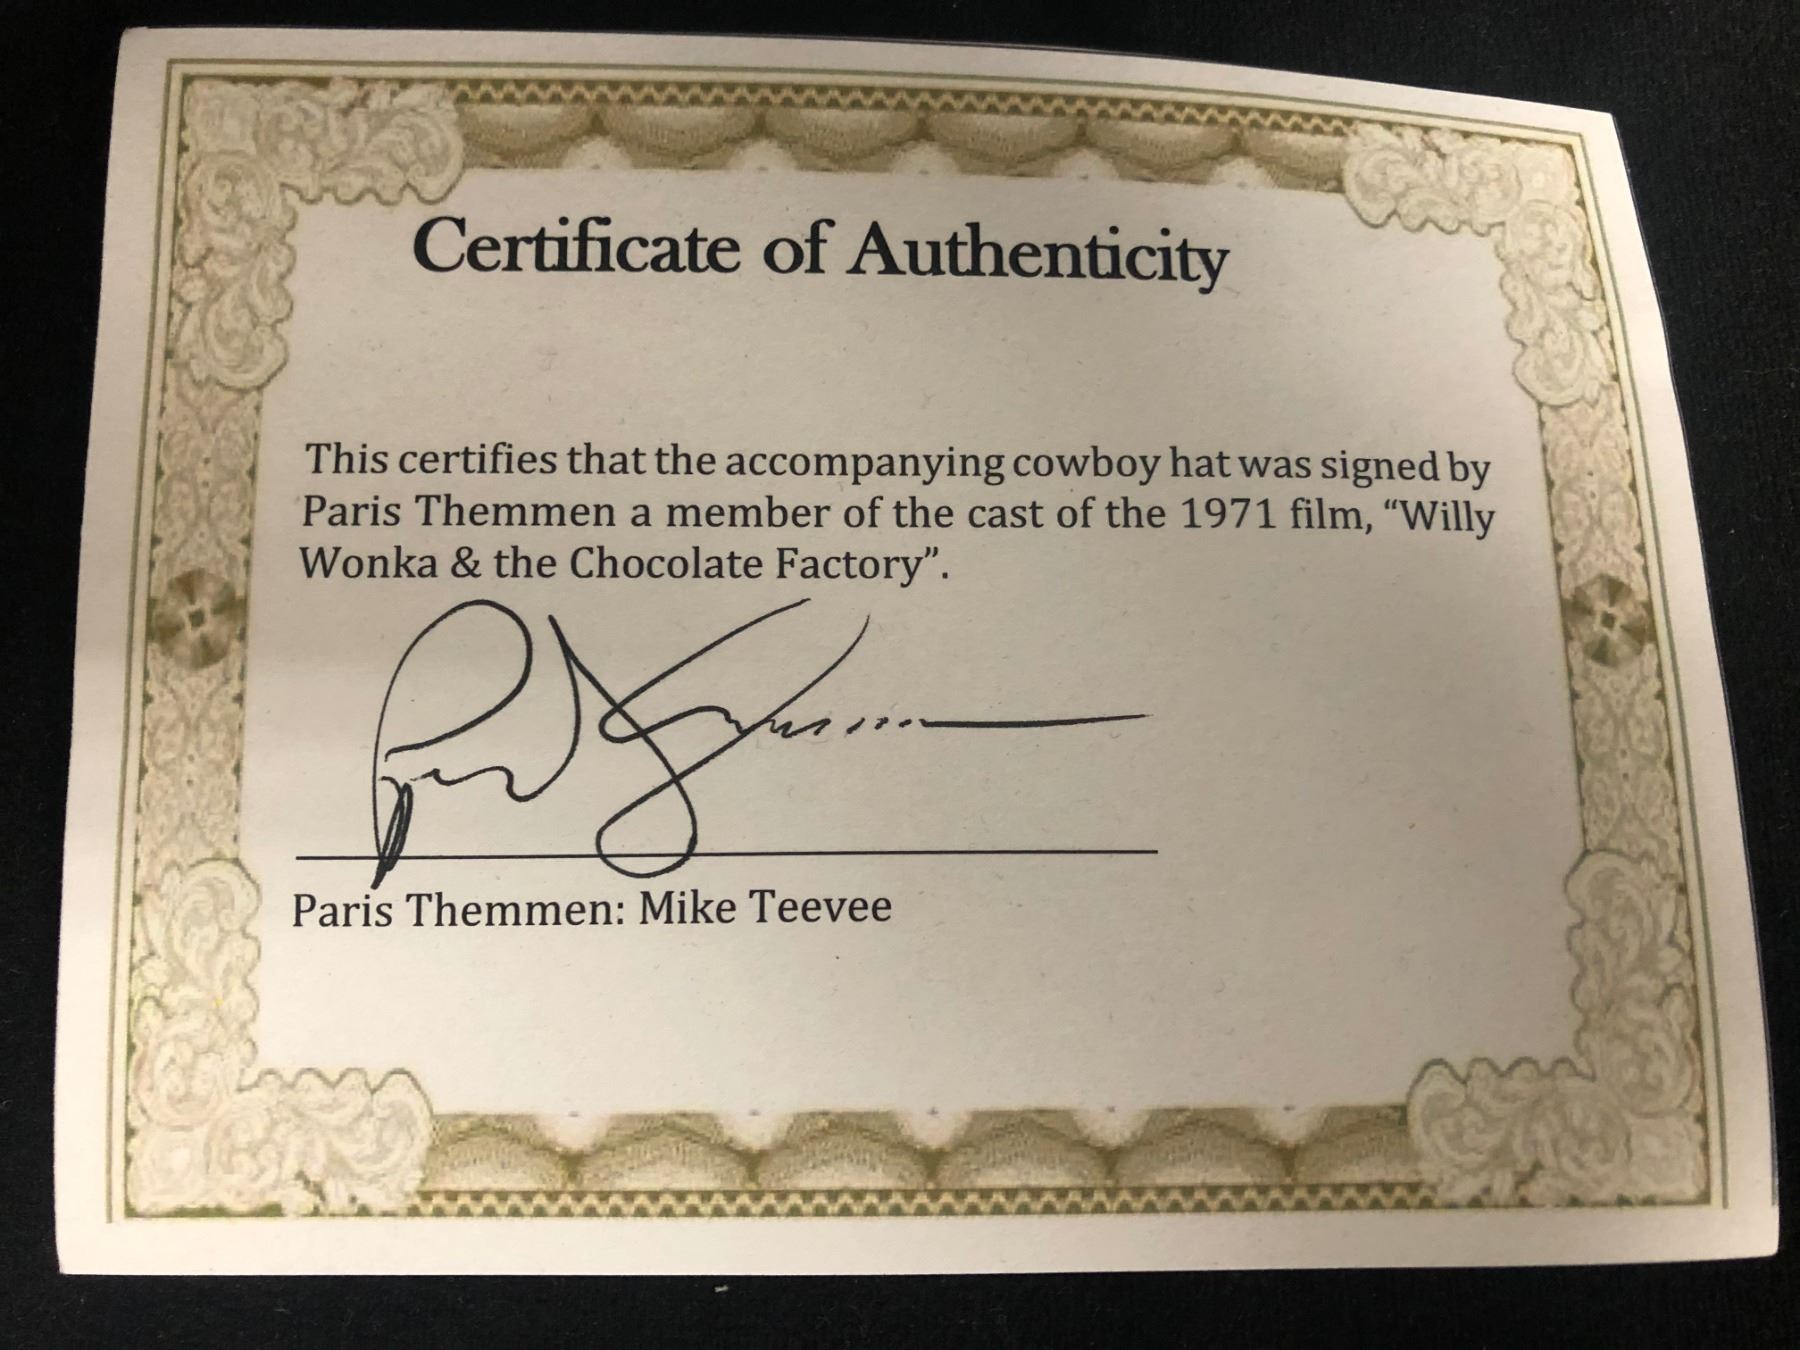 Certificate of Authenticity
This certifies that the accompanying cowboy hat was signed by
Paris Themmen a member of the cast of the 1971 film, “Willy
Wonka & the Chocolate Factory”.
Paris Themmen: Mike Teevee